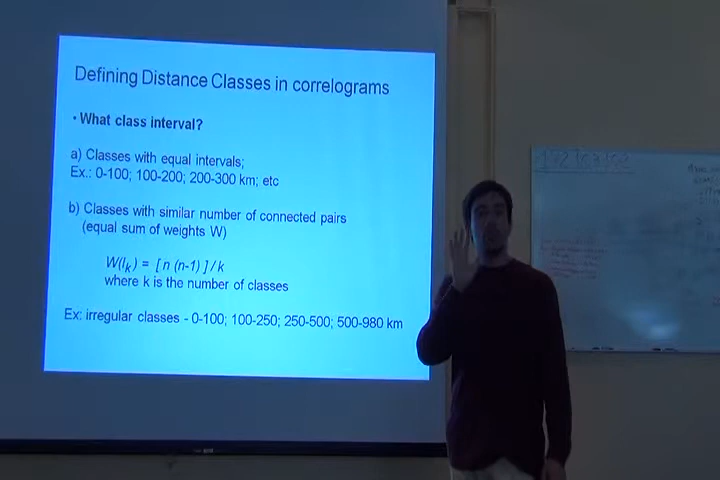 Defining Distance Classes in correlograms
• What class interval?
a) Classes with equal intervals;
Ex.: 0-100; 100-200; 200-300 km; etc
b) Classes with similar number of connected pairs
(equal sum of weights W)
W(Iₖ) = [ n (n-1) ] / k
where k is the number of classes
Ex: irregular classes - 0-100; 100-250; 250-500; 500-980 km